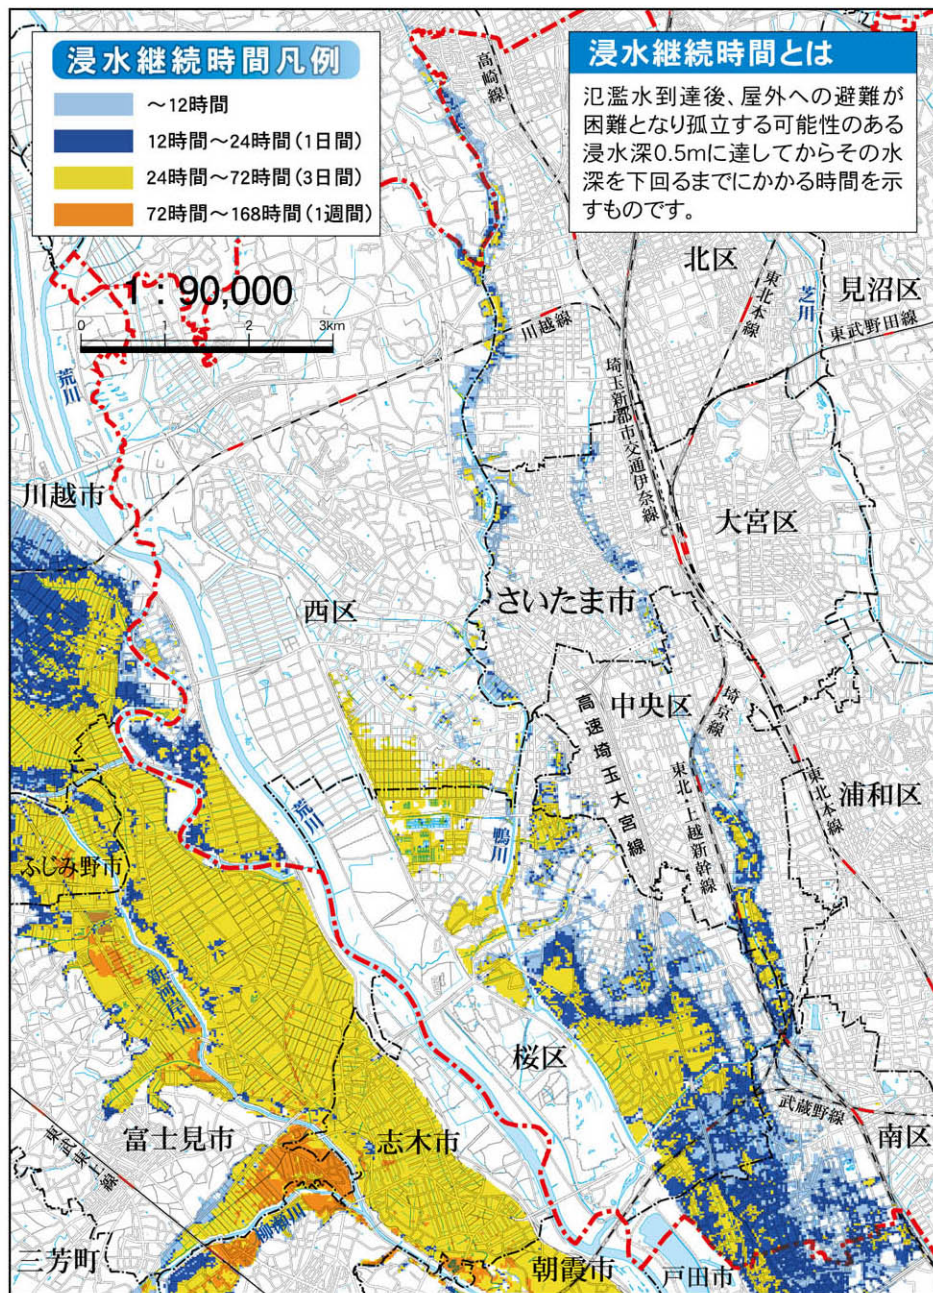 浸水継続時間凡例
～12時間
12時間～24時間(1日間)
24時間～72時間(3日間)
72時間～168時間(1週間)
浸水継続時間とは
氾濫水到達後、屋外への避難が
困難となり孤立する可能性のある
浸水深0.5mに達してからその水
深を下回るまでにかかる時間を示
すものです。
1：90,000
0
1
2
3km
高崎線
北区
東北本線
芝川
見沼区
東武野田線
川越線
荒川
埼玉新都市交通伊奈線
川越市
大宮区
西区
さいたま市
中央区
埼京線
高速埼玉大宮線
東北・上越新幹線
東北本線
浦和区
荒川
鴨川
ふじみ野市
新河岸川
桜区
武蔵野線
南区
富士見市
志木市
東武東上線
柳瀬川
三芳町
朝霞市
戸田市